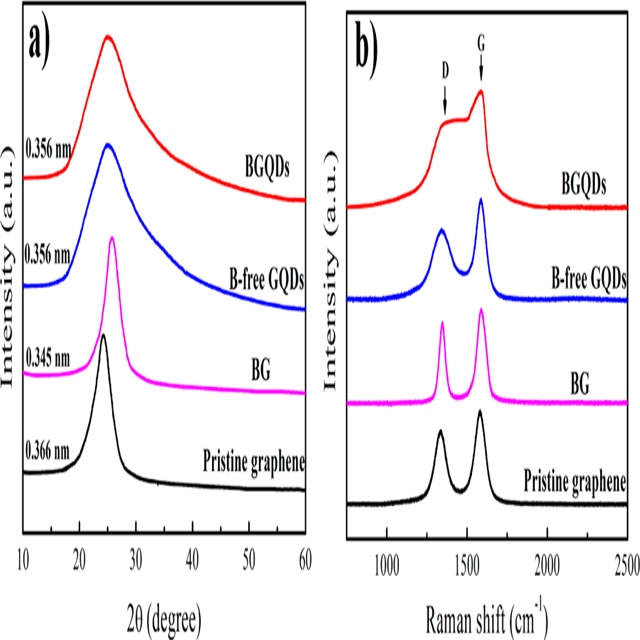 a)
0.356 nm
BGQDs
0.356 nm
B-free GQDs
0.345 nm
BG
0.366 nm
Pristine graphene
Intensity (a.u.)
10 20 30 40 50 60
2θ (degree)
b)
D
G
BGQDs
B-free GQDs
BG
Pristine graphene
Intensity (a.u.)
1000 1500 2000 2500
Raman shift (cm⁻¹)